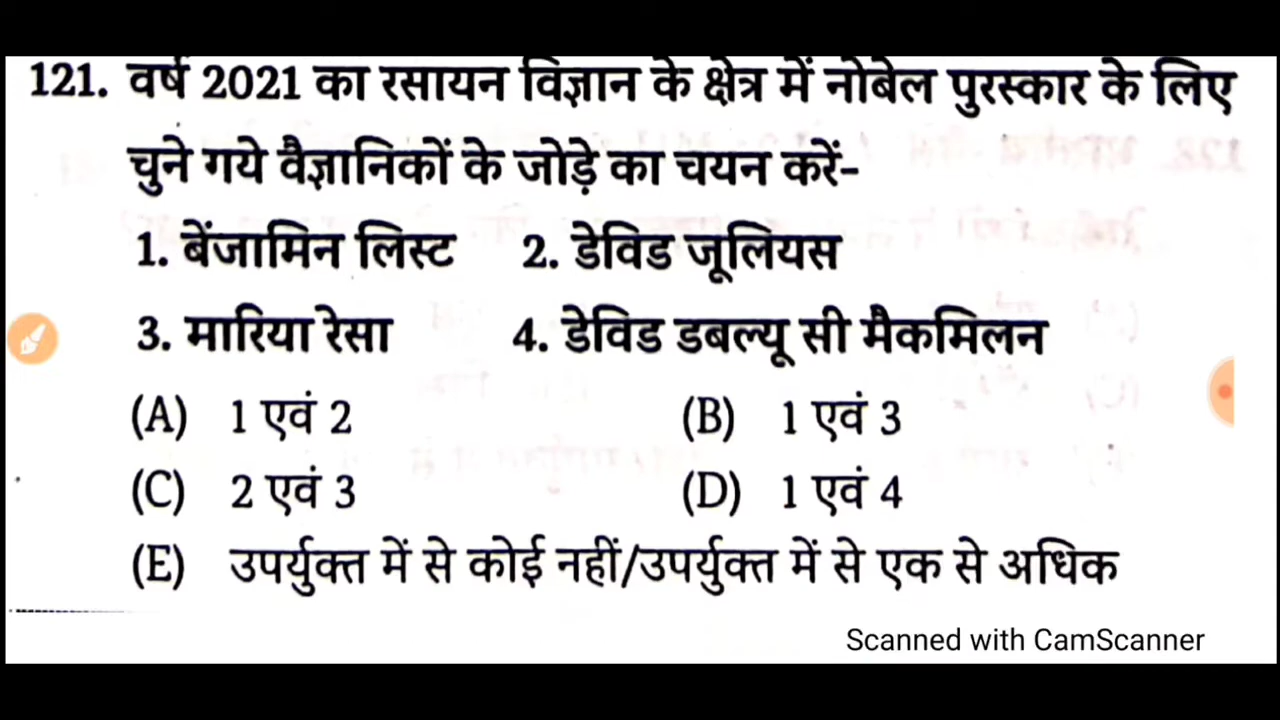 121. वर्ष 2021 का रसायन विज्ञान के क्षेत्र में नोबेल पुरस्कार के लिए
चुने गये वैज्ञानिकों के जोड़े का चयन करें-
1. बेंजामिन लिस्ट 2. डेविड जूलियस
3. मारिया रेसा 4. डेविड डबल्यू सी मैकमिलन
(A) 1 एवं 2 (B) 1 एवं 3
(C) 2 एवं 3 (D) 1 एवं 4
(E) उपर्युक्त में से कोई नहीं/उपर्युक्त में से एक से अधिक
Scanned with CamScanner